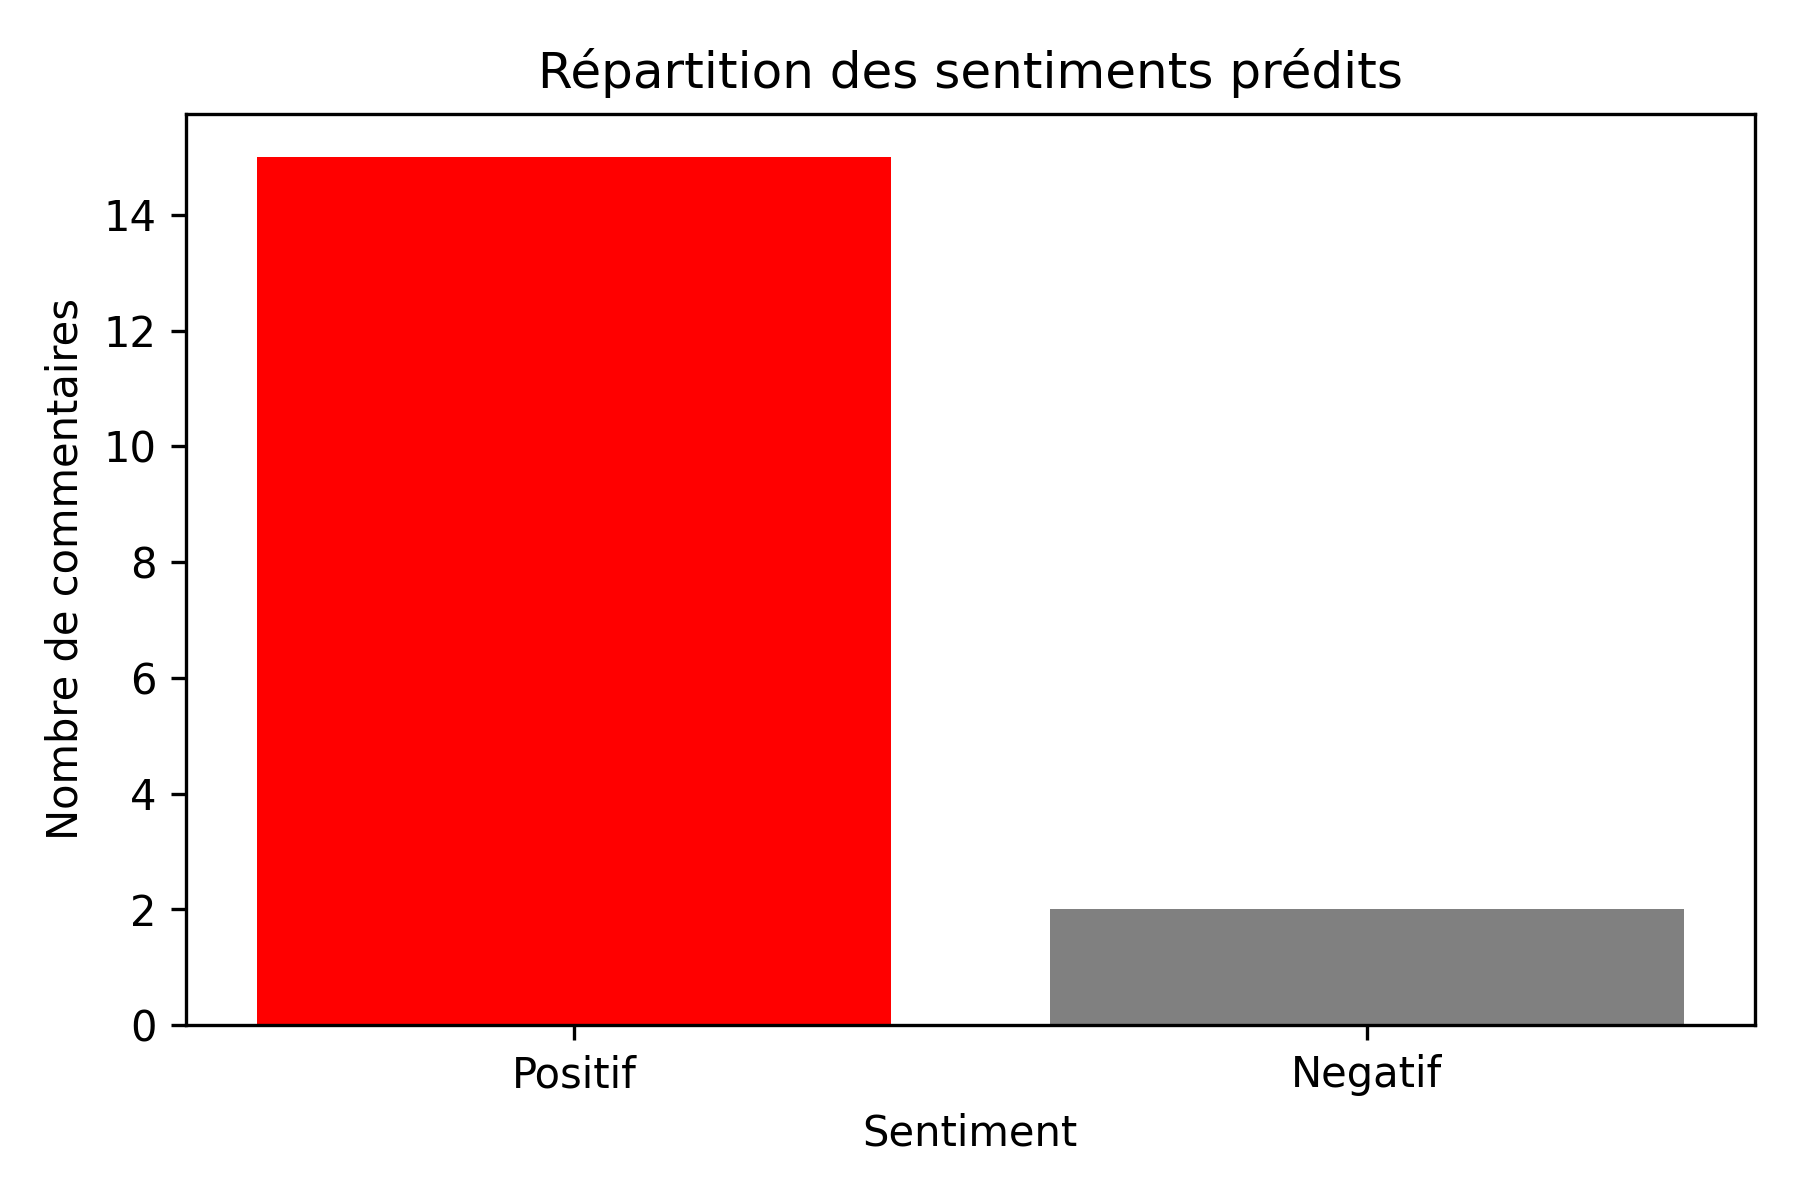 Répartition des sentiments prédits
Nombre de commentaires
14
12
10
8
6
4
2
0
Positif
Negatif
Sentiment